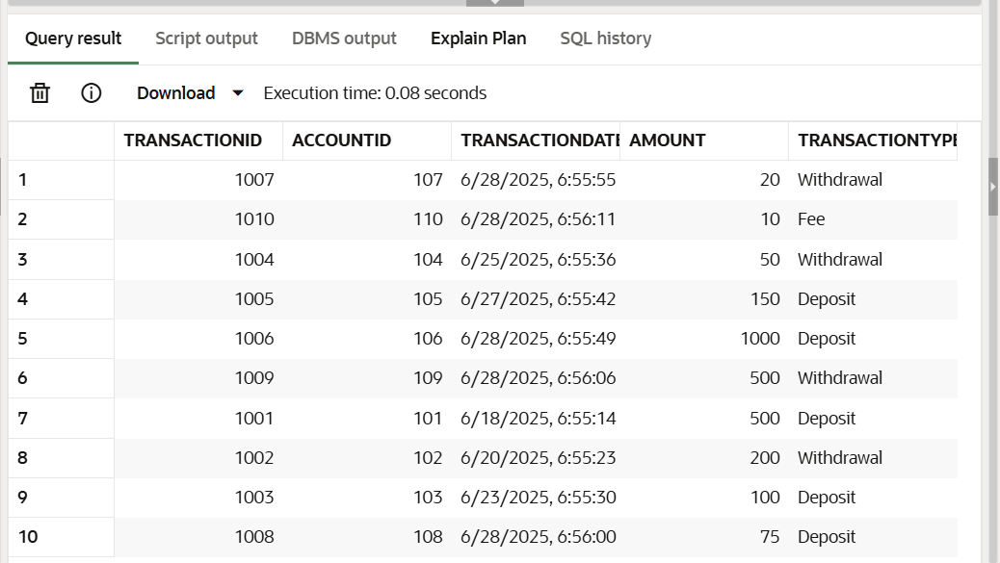 Query result Script output DBMS output Explain Plan SQL history
Download Execution time: 0.08 seconds
TRANSACTIONID ACCOUNTID TRANSACTIONDATE AMOUNT TRANSACTIONTYPE
1 1007 107 6/28/2025, 6:55:55 20 Withdrawal
2 1010 110 6/28/2025, 6:56:11 10 Fee
3 1004 104 6/25/2025, 6:55:36 50 Withdrawal
4 1005 105 6/27/2025, 6:55:42 150 Deposit
5 1006 106 6/28/2025, 6:55:49 1000 Deposit
6 1009 109 6/28/2025, 6:56:06 500 Withdrawal
7 1001 101 6/18/2025, 6:55:14 500 Deposit
8 1002 102 6/20/2025, 6:55:23 200 Withdrawal
9 1003 103 6/23/2025, 6:55:30 100 Deposit
10 1008 108 6/28/2025, 6:56:00 75 Deposit